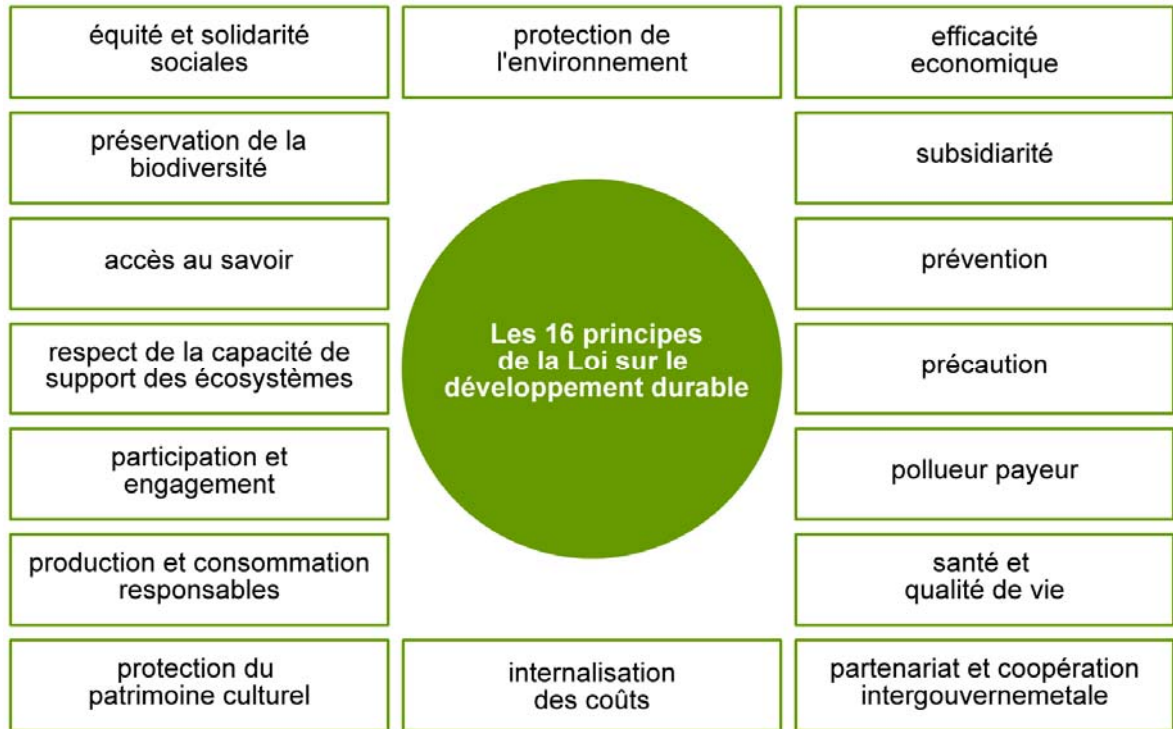 équité et solidarité
sociales
protection de
l'environnement
efficacité
economique
préservation de la
biodiversité
subsidiarité
accès au savoir
prévention
Les 16 principes
de la Loi sur le
développement durable
respect de la capacité de
support des écosystèmes
précaution
participation et
engagement
pollueur payeur
production et consommation
responsables
santé et
qualité de vie
protection du
patrimoine culturel
internalisation
des coûts
partenariat et coopération
intergouvernemetale